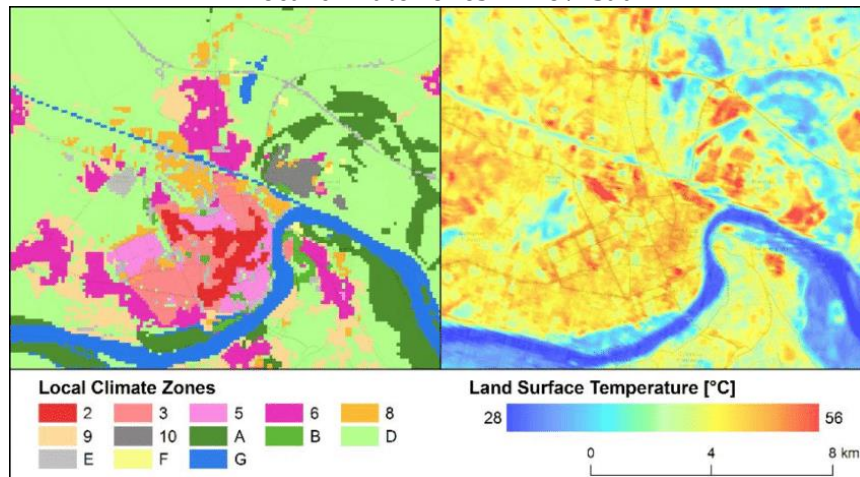 Local Climate Zones
2 3 5 6 8
9 10 A B D
E F G
Land Surface Temperature [°C]
28 56
0 4 8 km